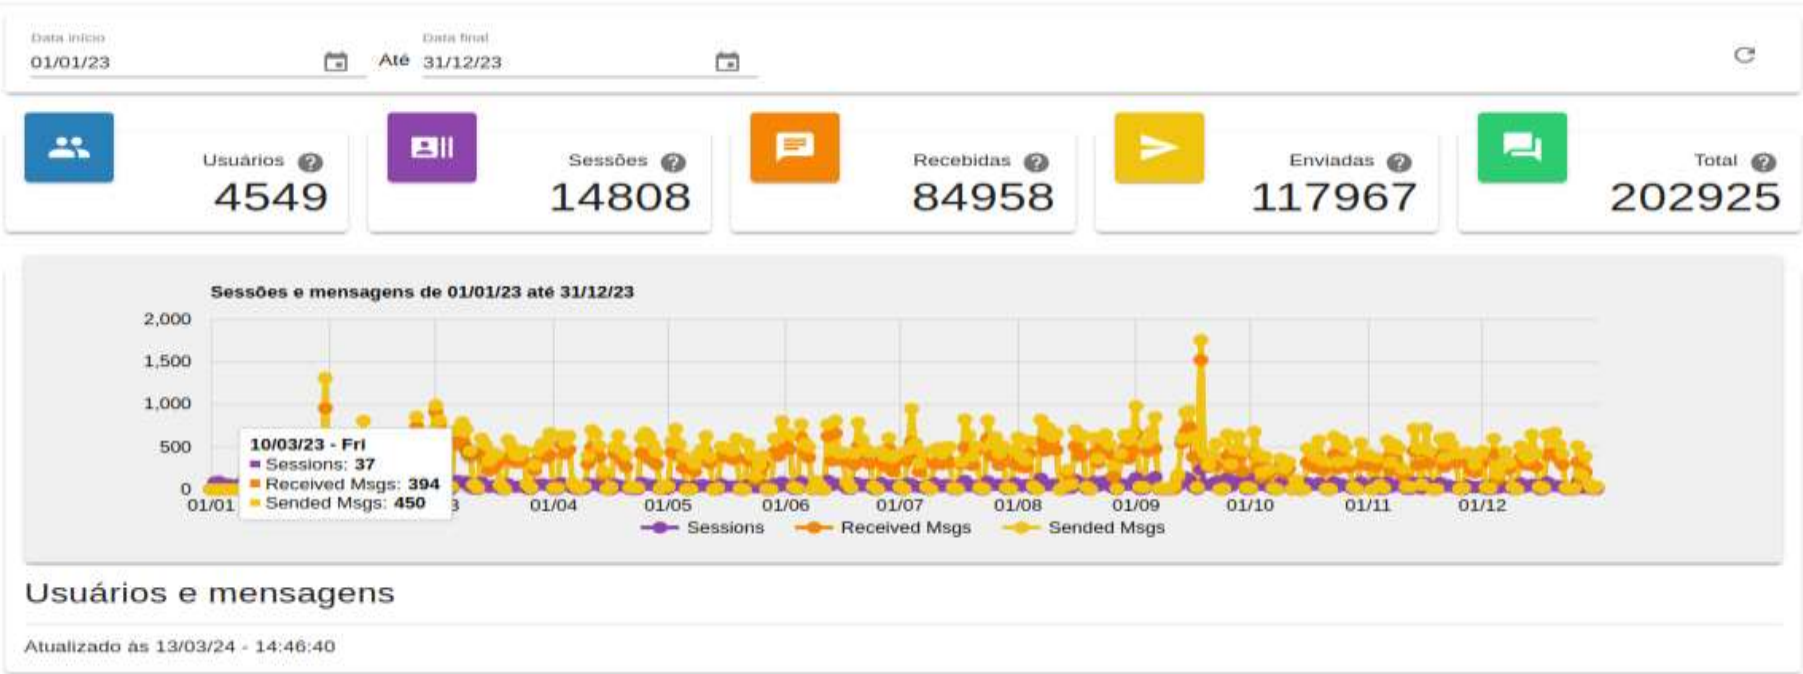 Data início
01/01/23
Até
Data final
31/12/23
Usuários
4549
Sessões
14808
Recebidas
84958
Enviadas
117967
Total
202925
Sessões e mensagens de 01/01/23 até 31/12/23
2,000
1,500
1,000
500
0
10/03/23 - Fri
Sessions: 37
Received Msgs: 394
Sended Msgs: 450
01/01 3 01/04 01/05 01/06 01/07 01/08 01/09 01/10 01/11 01/12
Sessions Received Msgs Sended Msgs
Usuários e mensagens
Atualizado às 13/03/24 - 14:46:40